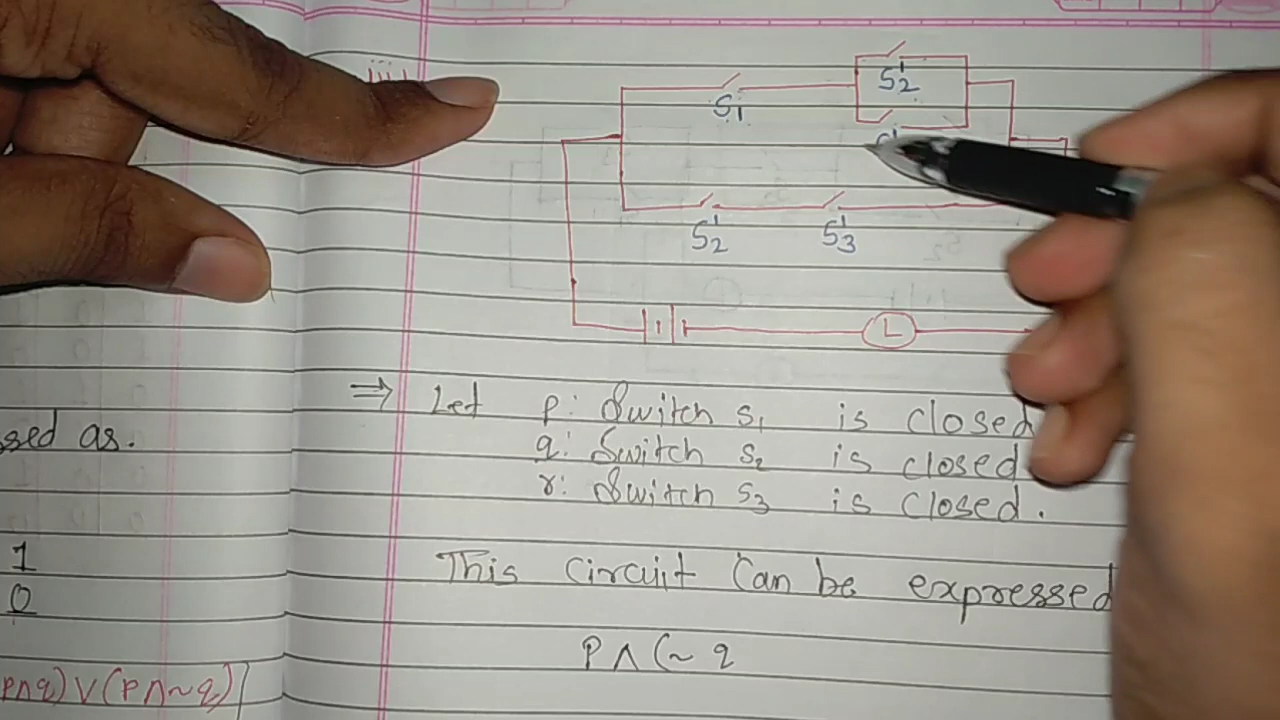 iii)
S₂'
S₁
S₂' S₃'
L
⇒ Let p: Switch S₁ is closed
q: Switch S₂ is closed
r: Switch S₃ is closed.
This circuit can be expressed
P ∧ (~ q
sed as.
1
0
p∧q) ∨ (p ∧ ~ q)